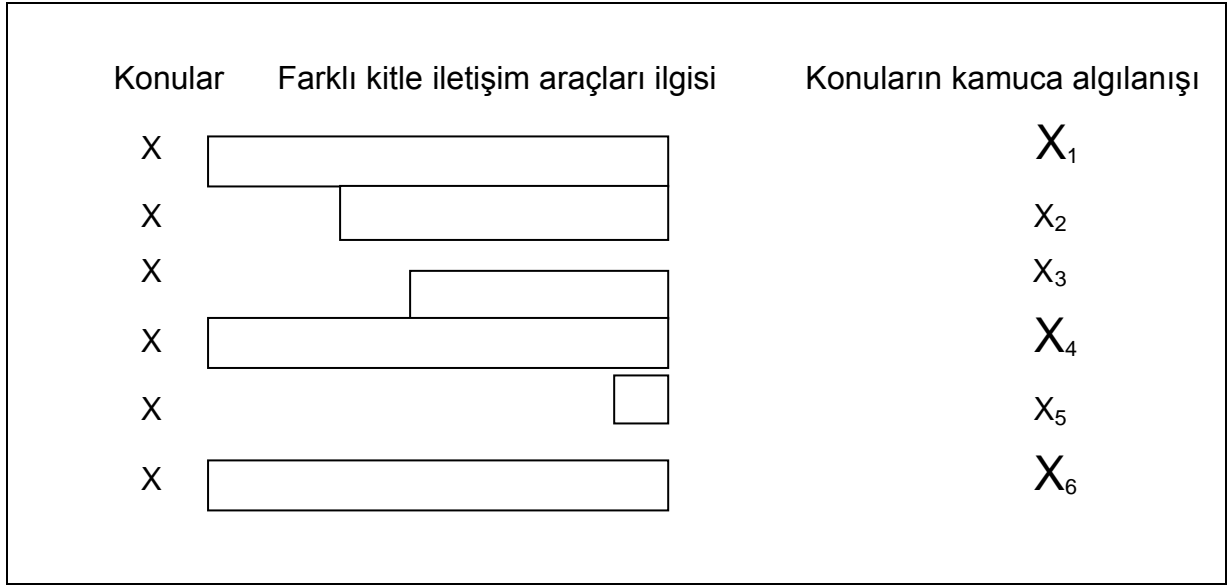 Konular Farklı kitle iletişim araçları ilgisi Konuların kamuca algılanışı
X X₁
X X₂
X X₃
X X₄
X X₅
X X₆